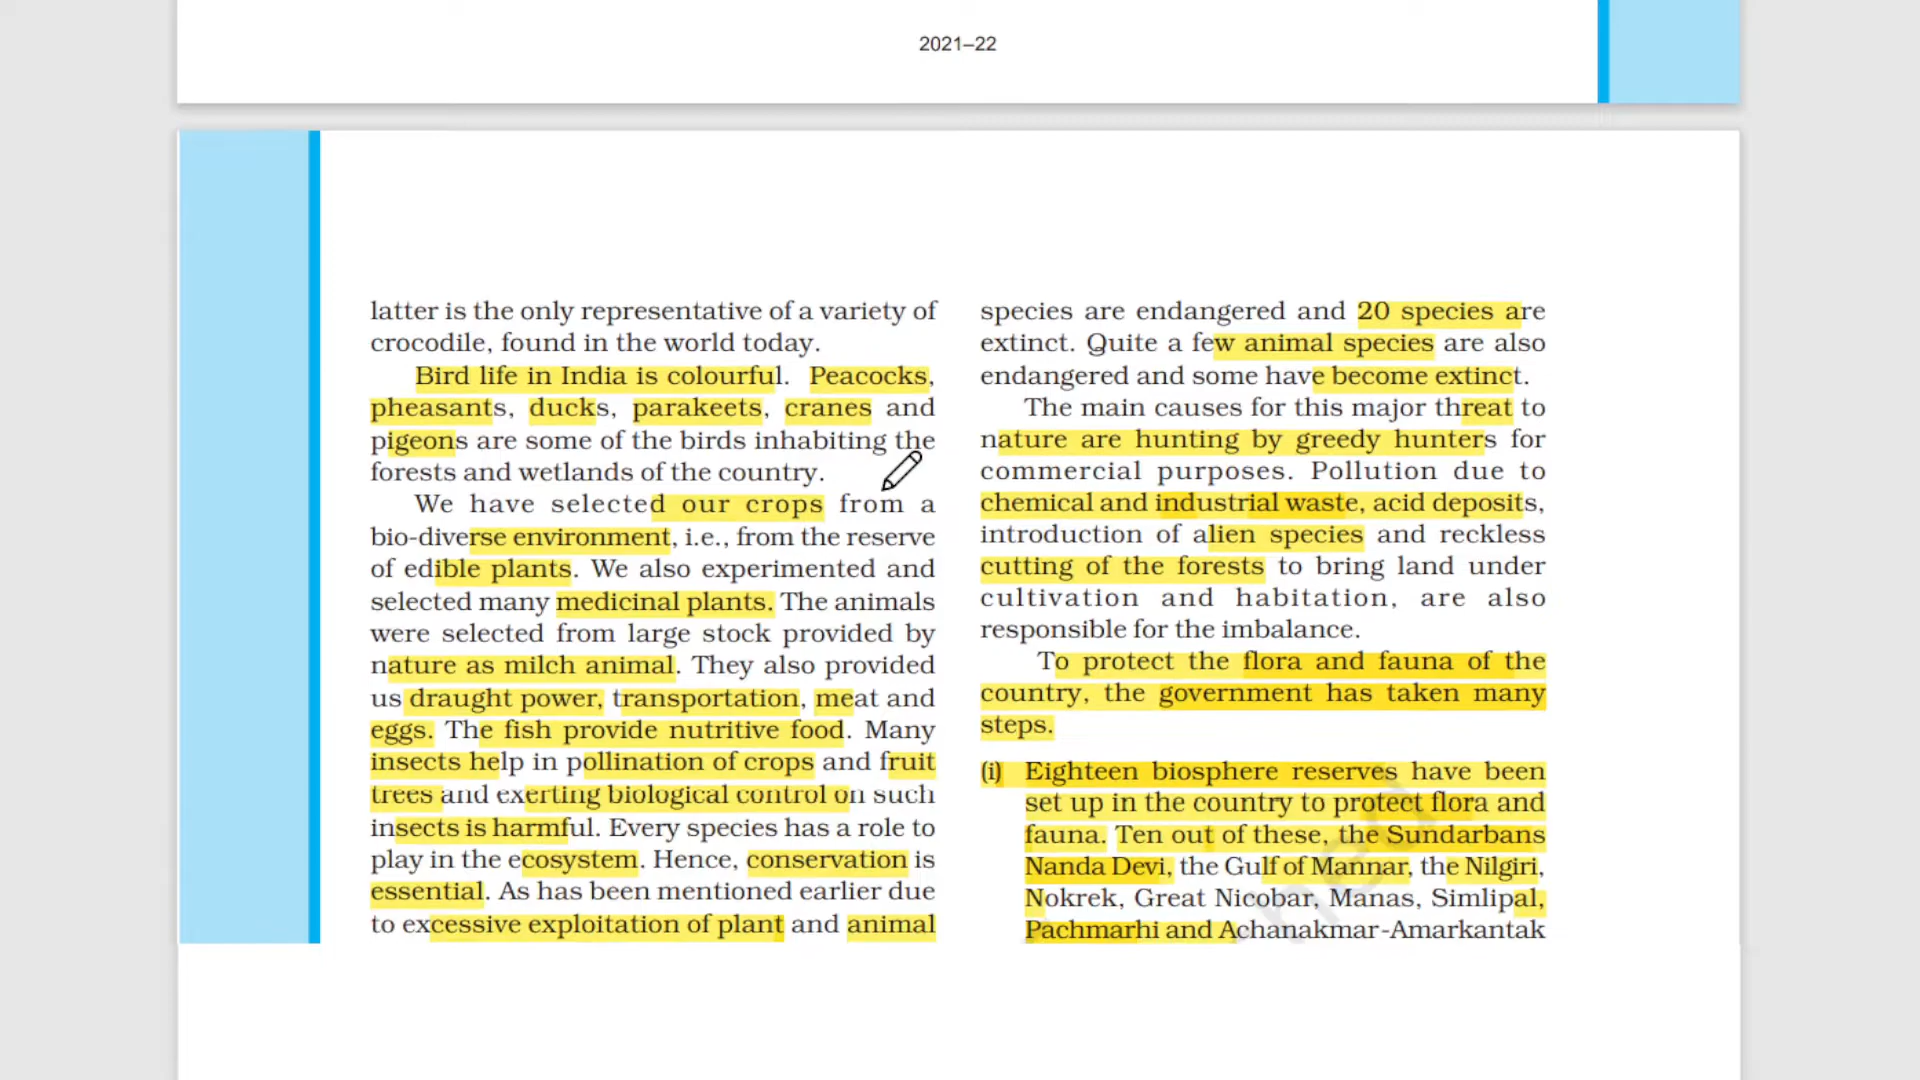 2021–22
latter is the only representative of a variety of
crocodile, found in the world today.
Bird life in India is colourful. Peacocks,
pheasants, ducks, parakeets, cranes and
pigeons are some of the birds inhabiting the
forests and wetlands of the country.
We have selected our crops from a
bio-diverse environment, i.e., from the reserve
of edible plants. We also experimented and
selected many medicinal plants. The animals
were selected from large stock provided by
nature as milch animal. They also provided
us draught power, transportation, meat and
eggs. The fish provide nutritive food. Many
insects help in pollination of crops and fruit
trees and exerting biological control on such
insects is harmful. Every species has a role to
play in the ecosystem. Hence, conservation is
essential. As has been mentioned earlier due
to excessive exploitation of plant and animal
species are endangered and 20 species are
extinct. Quite a few animal species are also
endangered and some have become extinct.
The main causes for this major threat to
nature are hunting by greedy hunters for
commercial purposes. Pollution due to
chemical and industrial waste, acid deposits,
introduction of alien species and reckless
cutting of the forests to bring land under
cultivation and habitation, are also
responsible for the imbalance.
To protect the flora and fauna of the
country, the government has taken many
steps.
(i) Eighteen biosphere reserves have been
set up in the country to protect flora and
fauna. Ten out of these, the Sundarbans
Nanda Devi, the Gulf of Mannar, the Nilgiri,
Nokrek, Great Nicobar, Manas, Simlipal,
Pachmarhi and Achanakmar-Amarkantak